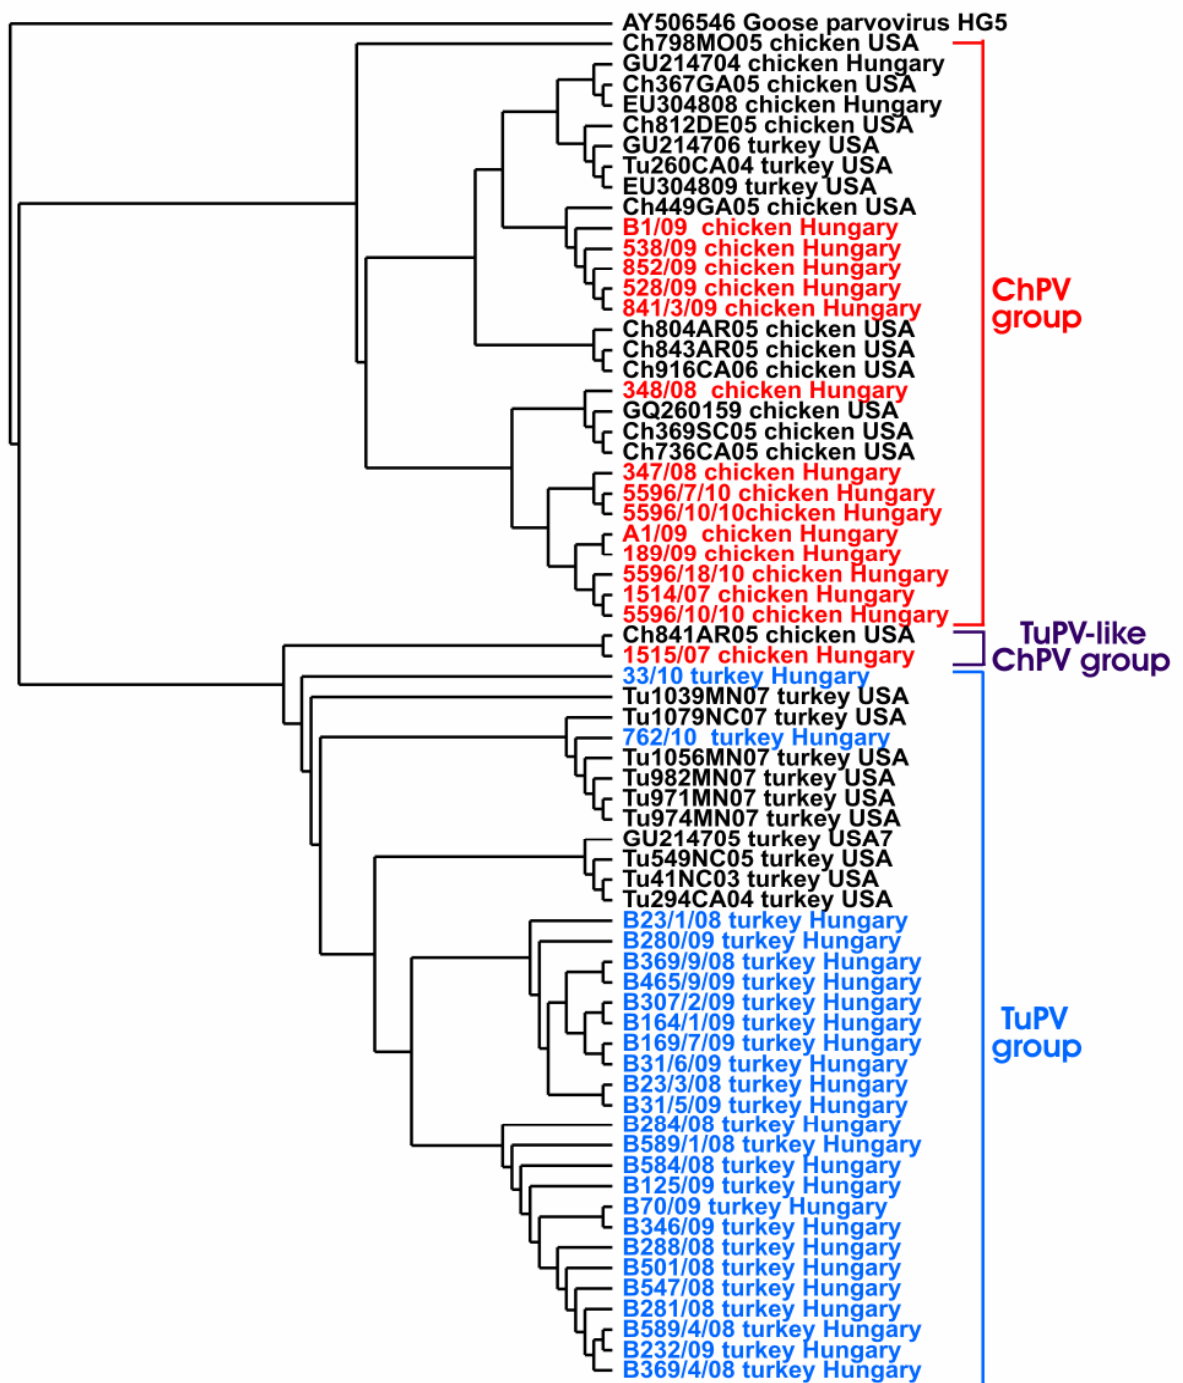 AY506546 Goose parvovirus HG5
Ch798MO05 chicken USA
GU214704 chicken Hungary
Ch367GA05 chicken USA
EU304808 chicken Hungary
Ch812DE05 chicken USA
GU214706 turkey USA
Tu260CA04 turkey USA
EU304809 turkey USA
Ch449GA05 chicken USA
B1/09 chicken Hungary
538/09 chicken Hungary
852/09 chicken Hungary
528/09 chicken Hungary
841/3/09 chicken Hungary
Ch804AR05 chicken USA
Ch843AR05 chicken USA
Ch916CA06 chicken USA
348/08 chicken Hungary
GQ260159 chicken USA
Ch369SC05 chicken USA
Ch736CA05 chicken USA
347/08 chicken Hungary
5596/7/10 chicken Hungary
5596/10/10chicken Hungary
A1/09 chicken Hungary
189/09 chicken Hungary
5596/18/10 chicken Hungary
1514/07 chicken Hungary
5596/10/10 chicken Hungary
ChPV
group
Ch841AR05 chicken USA
1515/07 chicken Hungary
TuPV-like
ChPV group
33/10 turkey Hungary
Tu1039MN07 turkey USA
Tu1079NC07 turkey USA
762/10 turkey Hungary
Tu1056MN07 turkey USA
Tu982MN07 turkey USA
Tu971MN07 turkey USA
Tu974MN07 turkey USA
GU214705 turkey USA7
Tu549NC05 turkey USA
Tu41NC03 turkey USA
Tu294CA04 turkey USA
B23/1/08 turkey Hungary
B280/09 turkey Hungary
B369/9/08 turkey Hungary
B465/9/09 turkey Hungary
B307/2/09 turkey Hungary
B164/1/09 turkey Hungary
B169/7/09 turkey Hungary
B31/6/09 turkey Hungary
B23/3/08 turkey Hungary
B31/5/09 turkey Hungary
B284/08 turkey Hungary
B589/1/08 turkey Hungary
B584/08 turkey Hungary
B125/09 turkey Hungary
B70/09 turkey Hungary
B346/09 turkey Hungary
B288/08 turkey Hungary
B501/08 turkey Hungary
B547/08 turkey Hungary
B281/08 turkey Hungary
B589/4/08 turkey Hungary
B232/09 turkey Hungary
B369/4/08 turkey Hungary
TuPV
group